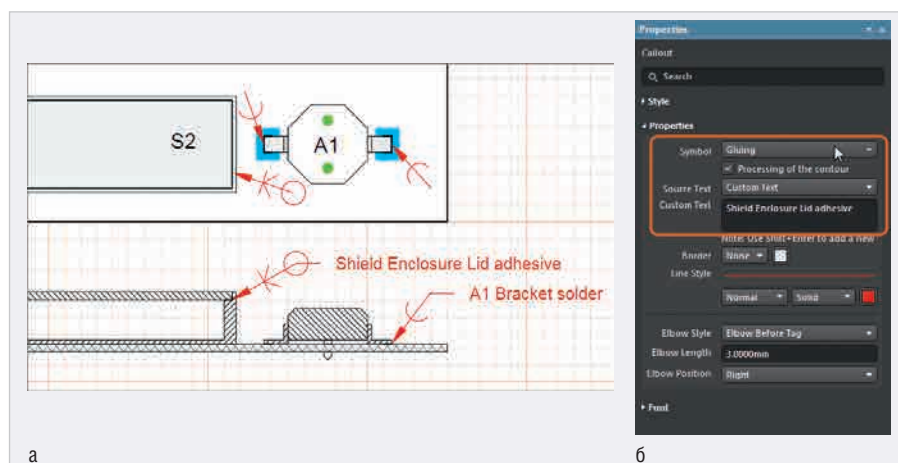 S2
A1
Shield Enclosure Lid adhesive
A1 Bracket solder
а
Properties
Callout
Search
Style
Properties
Symbol Gluing
Processing of the contour
Source Text Custom Text
Custom Text Shield Enclosure Lid adhesive
Note: Use Shift+Enter to add a new
Border None
Line Style
Normal Solid
Elbow Style Elbow Before Tag
Elbow Length 3.0000mm
Elbow Position Right
Font
б